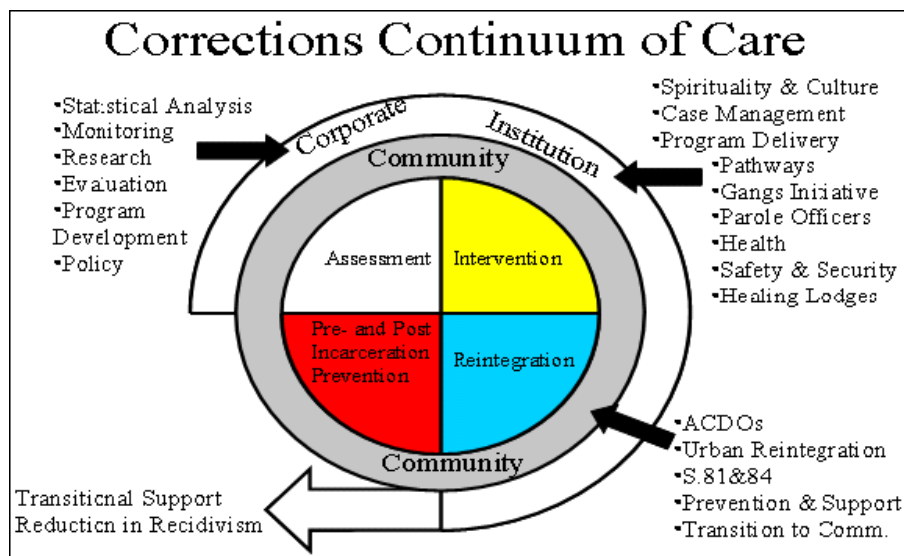 Corrections Continuum of Care
•Statistical Analysis
•Monitoring
•Research
•Evaluation
•Program
Development
•Policy
Corporate
Institution
•Spirituality & Culture
•Case Management
•Program Delivery
•Pathways
•Gangs Initiative
•Parole Officers
•Health
•Safety & Security
•Healing Lodges
Community
Assessment
Intervention
Pre- and Post
Incarceration
Prevention
Reintegration
Community
•ACDOs
•Urban Reintegration
•S.81&84
•Prevention & Support
•Transition to Comm.
Transitional Support
Reduction in Recidivism